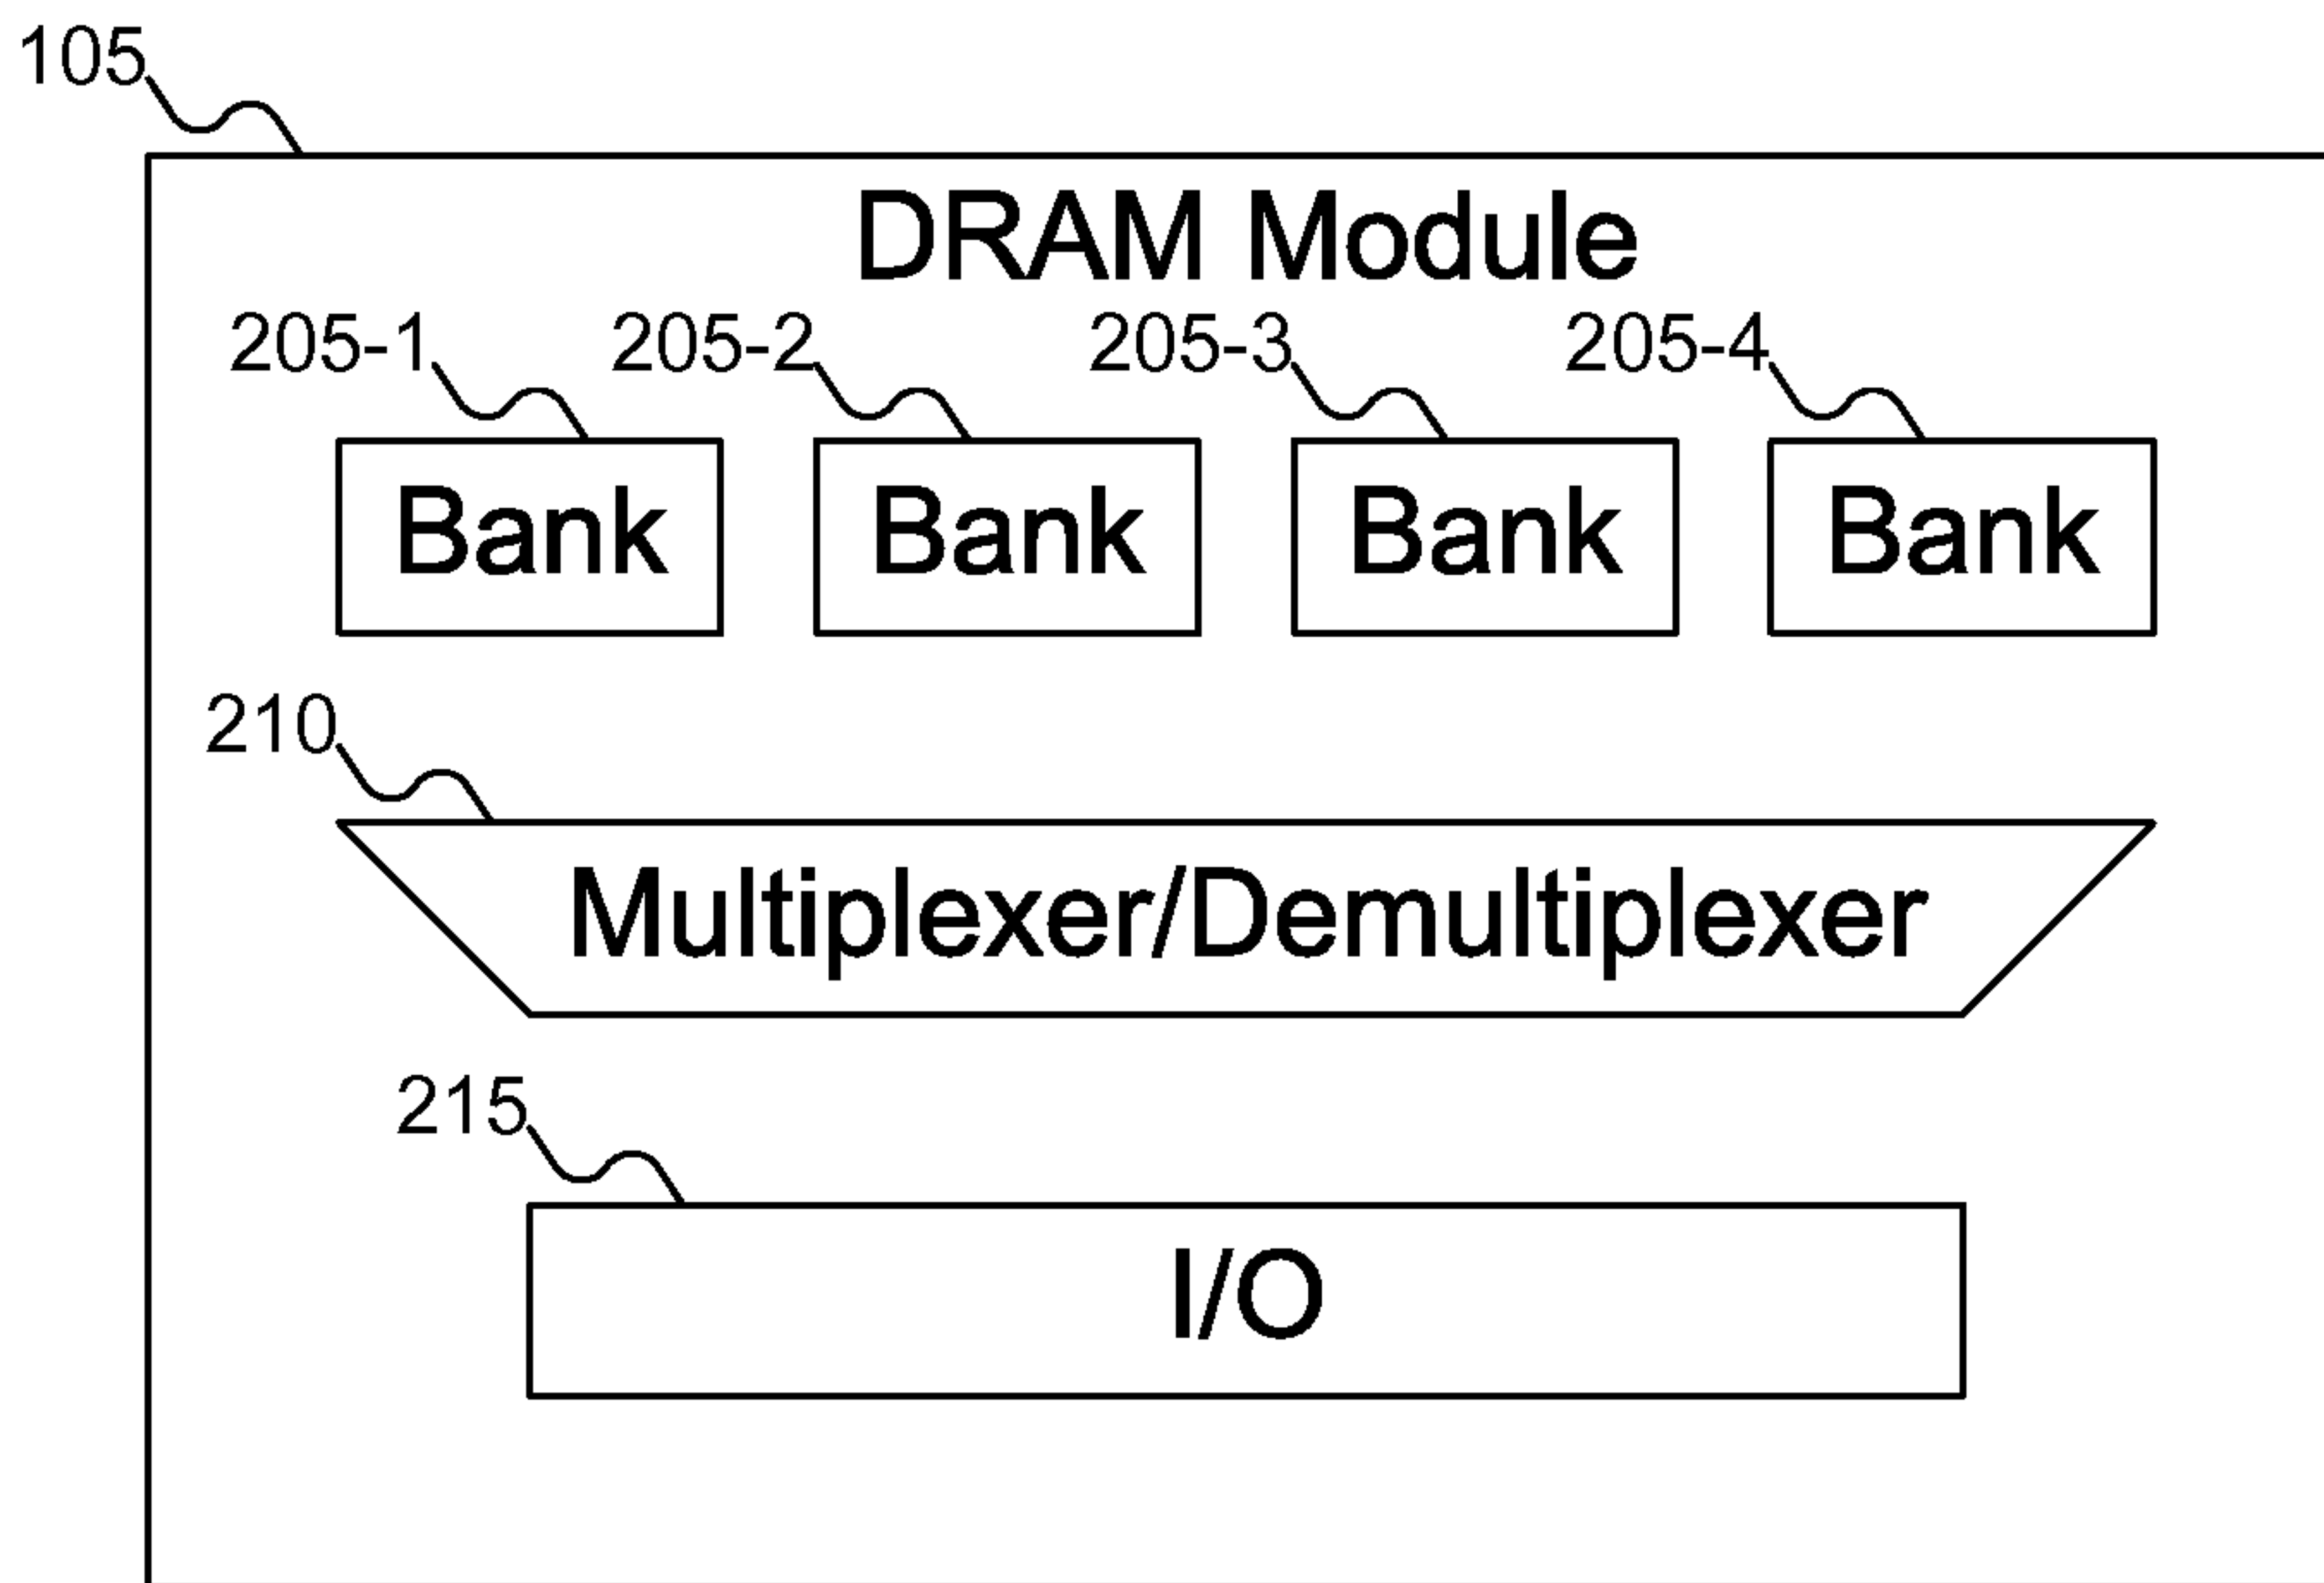 105
DRAM Module
205-1 205-2 205-3 205-4
Bank Bank Bank Bank
210
Multiplexer/Demultiplexer
215
I/O